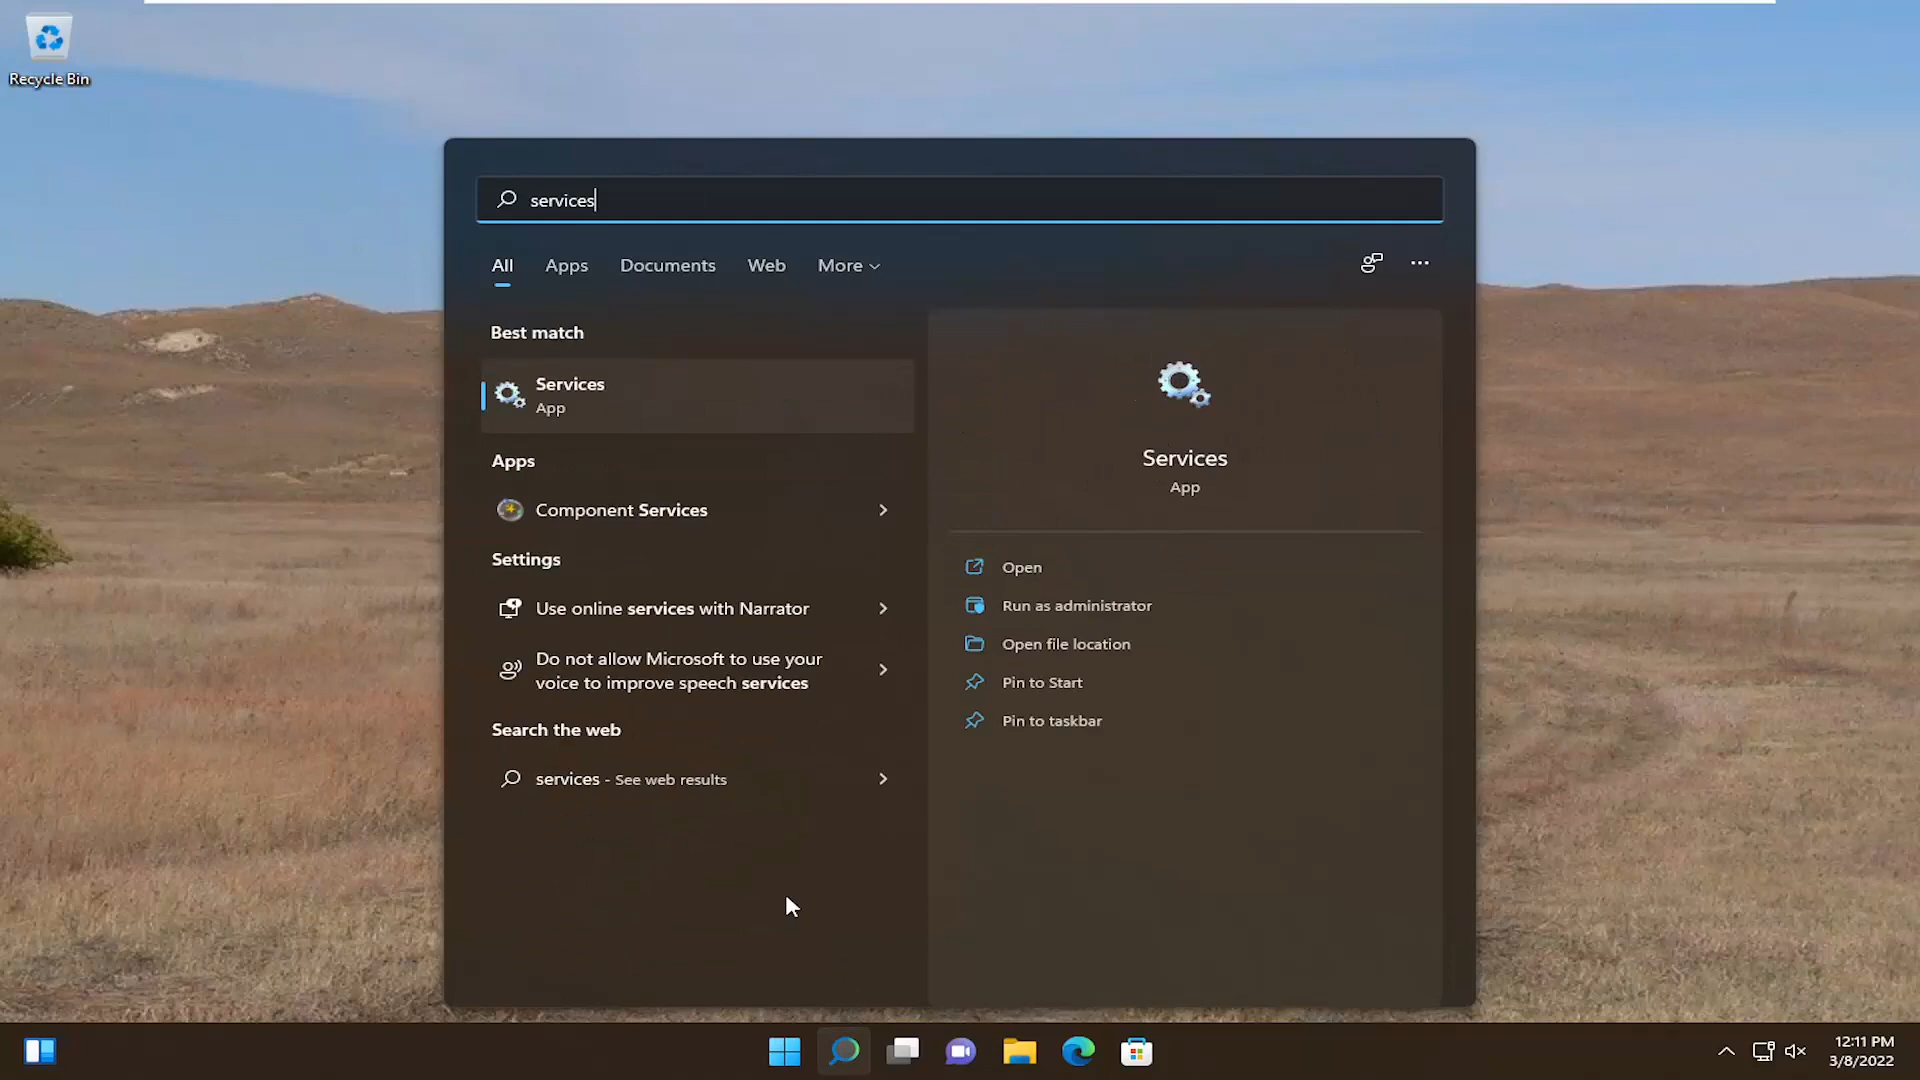 Recycle Bin
services
All
Apps
Documents
Web
More
Best match
Services
App
Apps
Component Services
Settings
Use online services with Narrator
Do not allow Microsoft to use your
voice to improve speech services
Search the web
services - See web results
Services
App
Open
Run as administrator
Open file location
Pin to Start
Pin to taskbar
12:11 PM
3/8/2022